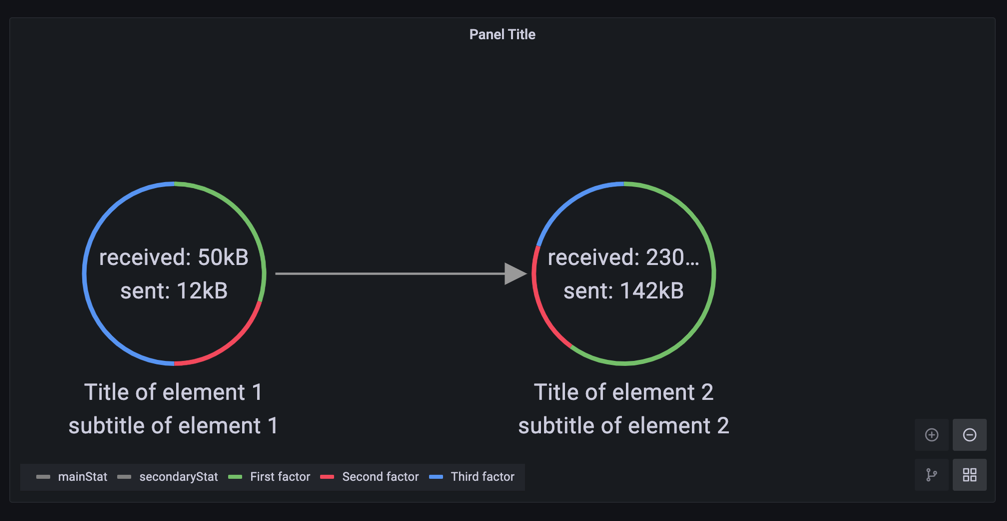 Panel Title
received: 50kB
sent: 12kB
received: 230...
sent: 142kB
Title of element 1
subtitle of element 1
Title of element 2
subtitle of element 2
mainStat secondaryStat First factor Second factor Third factor